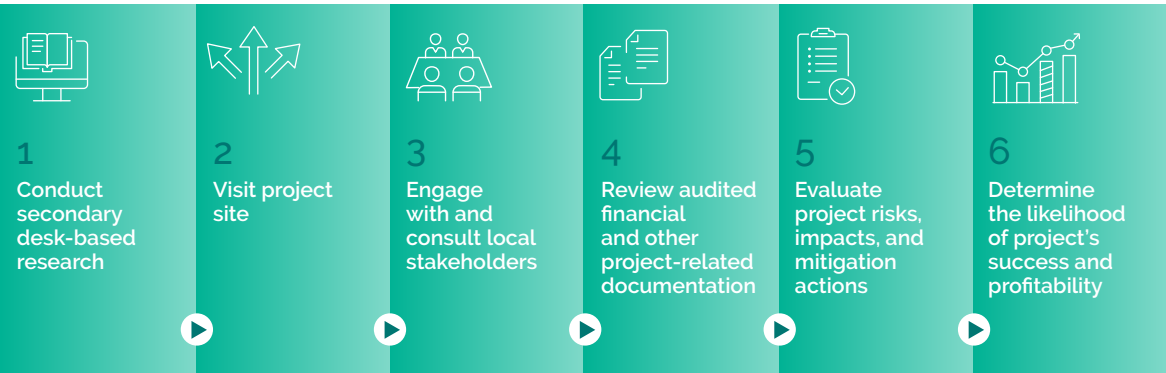 1
Conduct
secondary
desk-based
research
2
Visit project
site
3
Engage
with and
consult local
stakeholders
4
Review audited
financial
and other
project-related
documentation
5
Evaluate
project risks,
impacts, and
mitigation
actions
6
Determine
the likelihood
of project's
success and
profitability